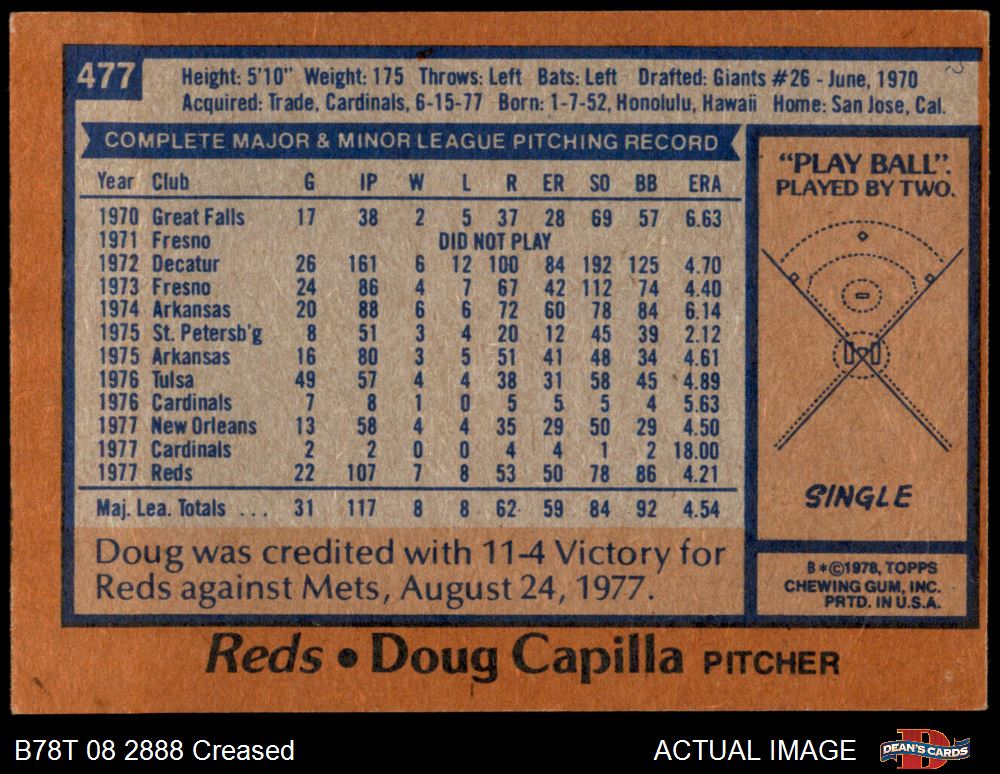 477
Height: 5'10" Weight: 175 Throws: Left Bats: Left Drafted: Giants #26 - June, 1970
Acquired: Trade, Cardinals, 6-15-77 Born: 1-7-52, Honolulu, Hawaii Home: San Jose, Cal.
COMPLETE MAJOR & MINOR LEAGUE PITCHING RECORD
Year Club G IP W L R ER SO BB ERA
1970 Great Falls 17 38 2 5 37 28 69 57 6.63
1971 Fresno DID NOT PLAY
1972 Decatur 26 161 6 12 100 84 192 125 4.70
1973 Fresno 24 86 4 7 67 42 112 74 4.40
1974 Arkansas 20 88 6 6 72 60 78 84 6.14
1975 St. Petersb'g 8 51 3 4 20 12 45 39 2.12
1975 Arkansas 16 80 3 5 51 41 48 34 4.61
1976 Tulsa 49 57 4 4 38 31 58 45 4.89
1976 Cardinals 7 8 1 0 5 5 5 4 5.63
1977 New Orleans 13 58 4 4 35 29 50 29 4.50
1977 Cardinals 2 2 0 0 4 4 1 2 18.00
1977 Reds 22 107 7 8 53 50 78 86 4.21
Maj. Lea. Totals ... 31 117 8 8 62 59 84 92 4.54
Doug was credited with 11-4 Victory for
Reds against Mets, August 24, 1977.
"PLAY BALL".
PLAYED BY TWO.
SINGLE
B*©1978, TOPPS
CHEWING GUM, INC.
PRTD. IN U.S.A.
Reds • Doug Capilla PITCHER
B78T 08 2888 Creased
ACTUAL IMAGE
DEAN'S CARDS